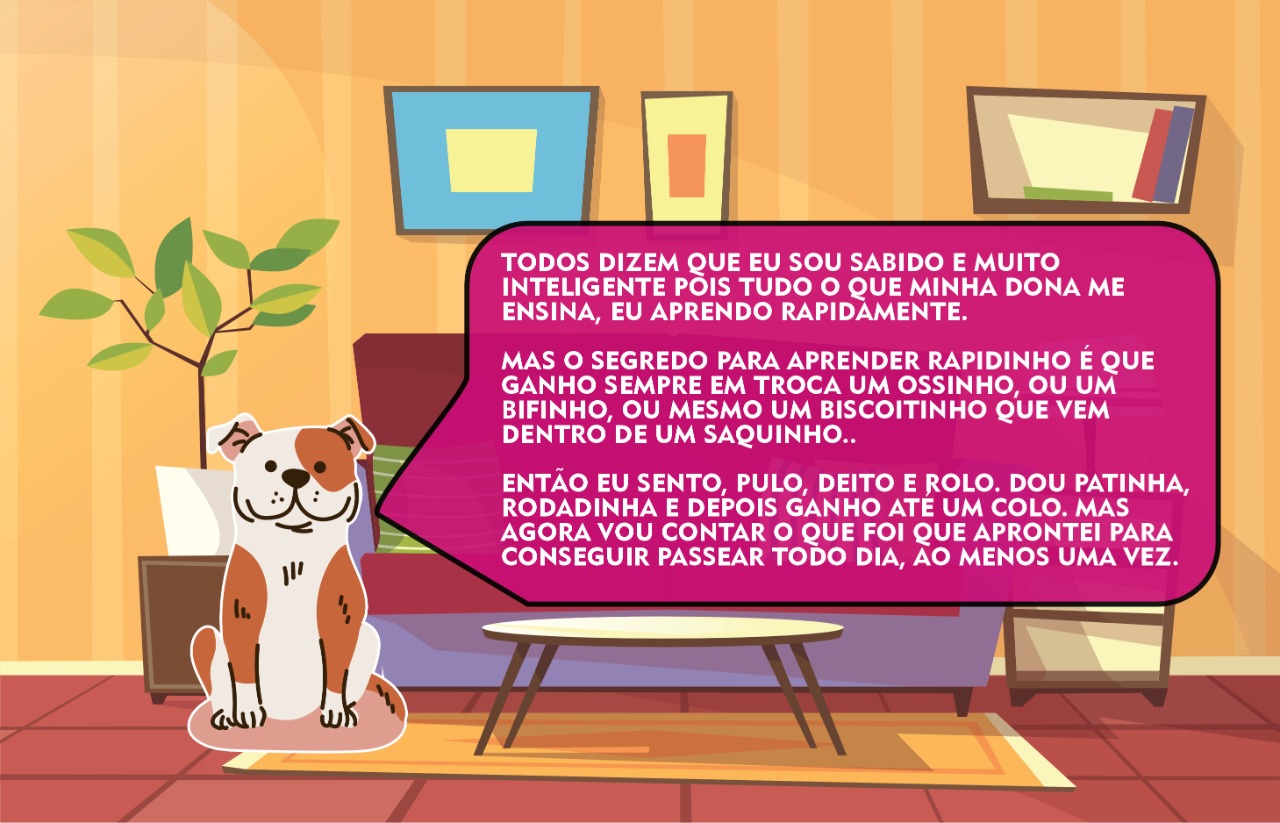 TODOS DIZEM QUE EU SOU SABIDO E MUITO
INTELIGENTE POIS TUDO O QUE MINHA DONA ME
ENSINA, EU APRENDO RAPIDAMENTE.
MAS O SEGREDO PARA APRENDER RAPIDINHO É QUE
GANHO SEMPRE EM TROCA UM OSSINHO, OU UM
BIFINHO, OU MESMO UM BISCOITINHO QUE VEM
DENTRO DE UM SAQUINHO..
ENTÃO EU SENTO, PULO, DEITO E ROLO. DOU PATINHA,
RODADINHA E DEPOIS GANHO ATÉ UM COLO. MAS
AGORA VOU CONTAR O QUE FOI QUE APRONTEI PARA
CONSEGUIR PASSEAR TODO DIA, AO MENOS UMA VEZ.